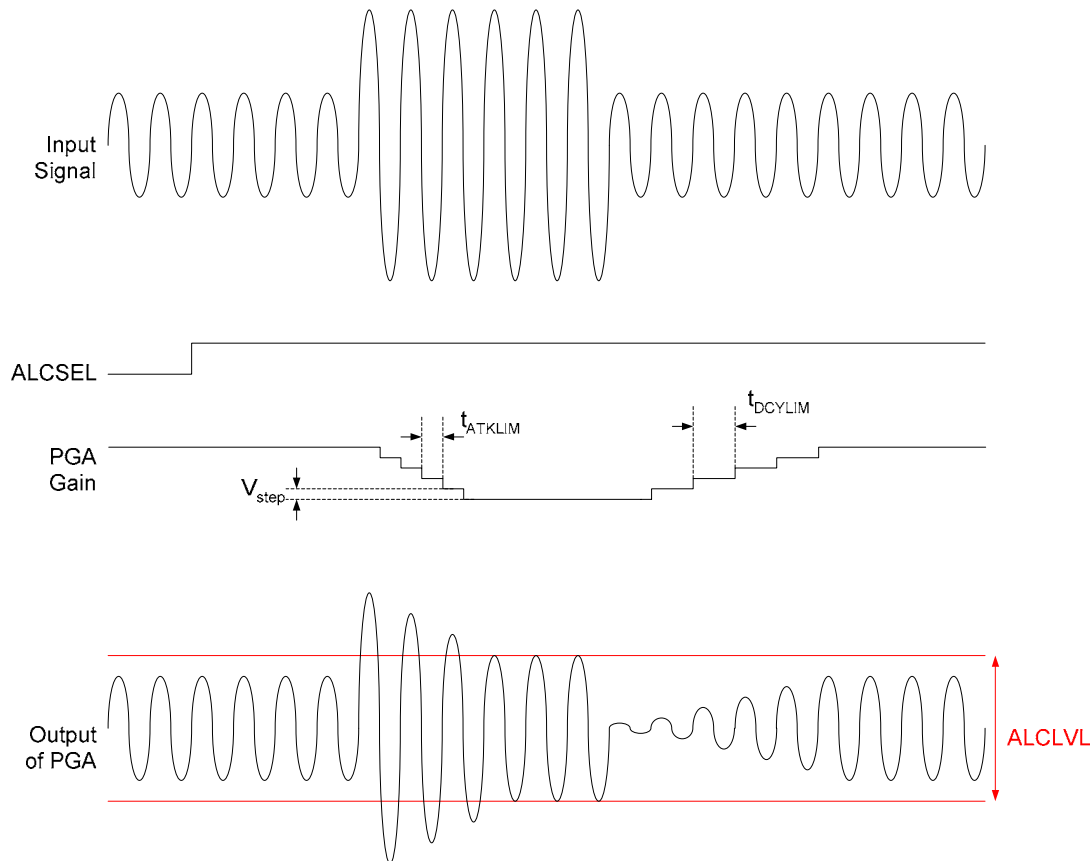 Input
Signal
ALCSEL
tATKLIM
tDCYLIM
PGA
Gain
Vstep
Output
of PGA
ALCLVL